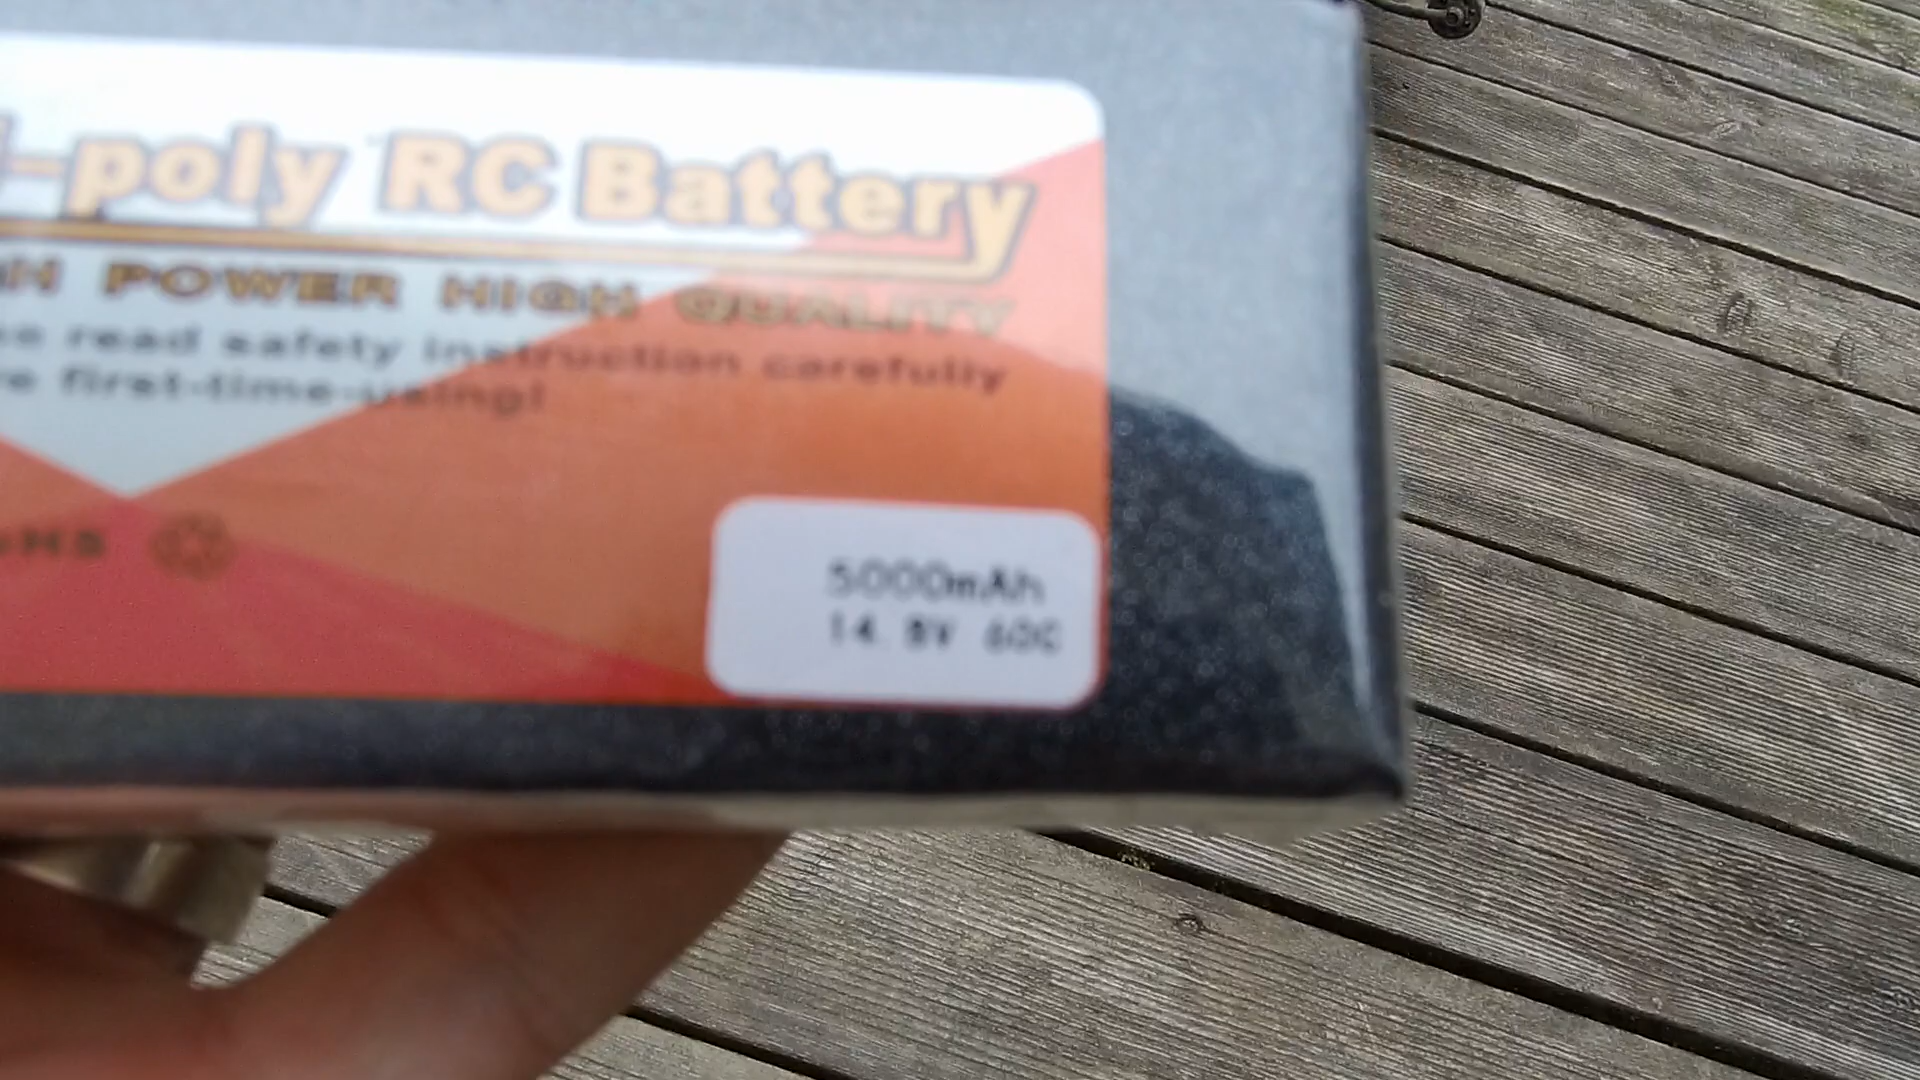 -poly RC Battery
POWER HIGH QUALITY
read safety instruction carefully
first-time-using!
5000mAh
14.8V 60C